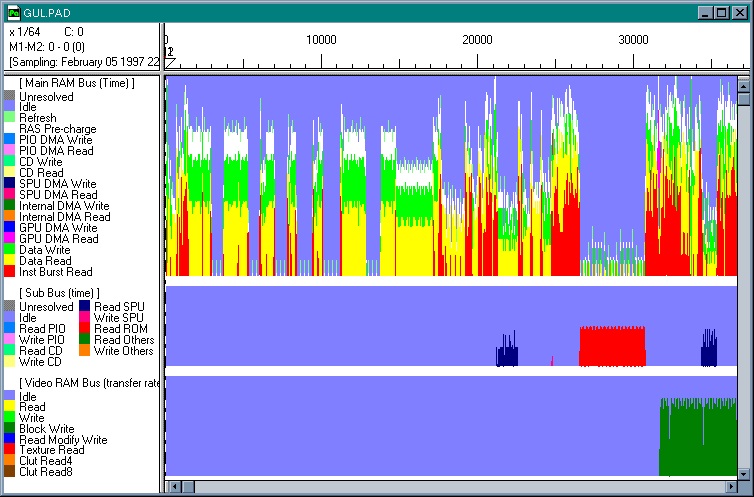 GUL.PAD
x 1/64 C: 0
M1-M2: 0 - 0 (0)
[Sampling: February 05 1997 22
0 10000 20000 30000
[ Main RAM Bus (Time) ]
Unresolved
Idle
Refresh
RAS Pre-charge
PIO DMA Write
PIO DMA Read
CD Write
CD Read
SPU DMA Write
SPU DMA Read
Internal DMA Write
Internal DMA Read
GPU DMA Write
GPU DMA Read
Data Write
Data Read
Inst Burst Read
[ Sub Bus (time) ]
Unresolved Read SPU
Idle Write SPU
Read PIO Read ROM
Write PIO Read Others
Read CD Write Others
Write CD
[ Video RAM Bus (transfer rate
Idle
Read
Write
Block Write
Read Modify Write
Texture Read
Clut Read4
Clut Read8